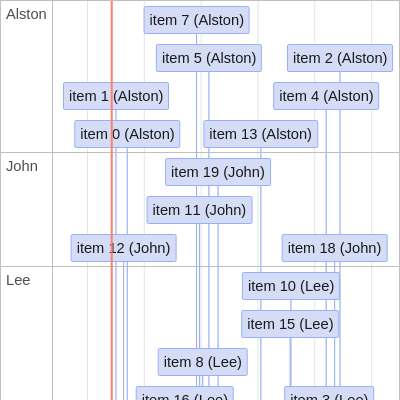 Alston
item 7 (Alston)
item 5 (Alston)
item 2 (Alston)
item 1 (Alston)
item 4 (Alston)
item 0 (Alston)
item 13 (Alston)
John
item 19 (John)
item 11 (John)
item 12 (John)
item 18 (John)
Lee
item 10 (Lee)
item 15 (Lee)
item 8 (Lee)
item 16 (Lee)
item 3 (Lee)